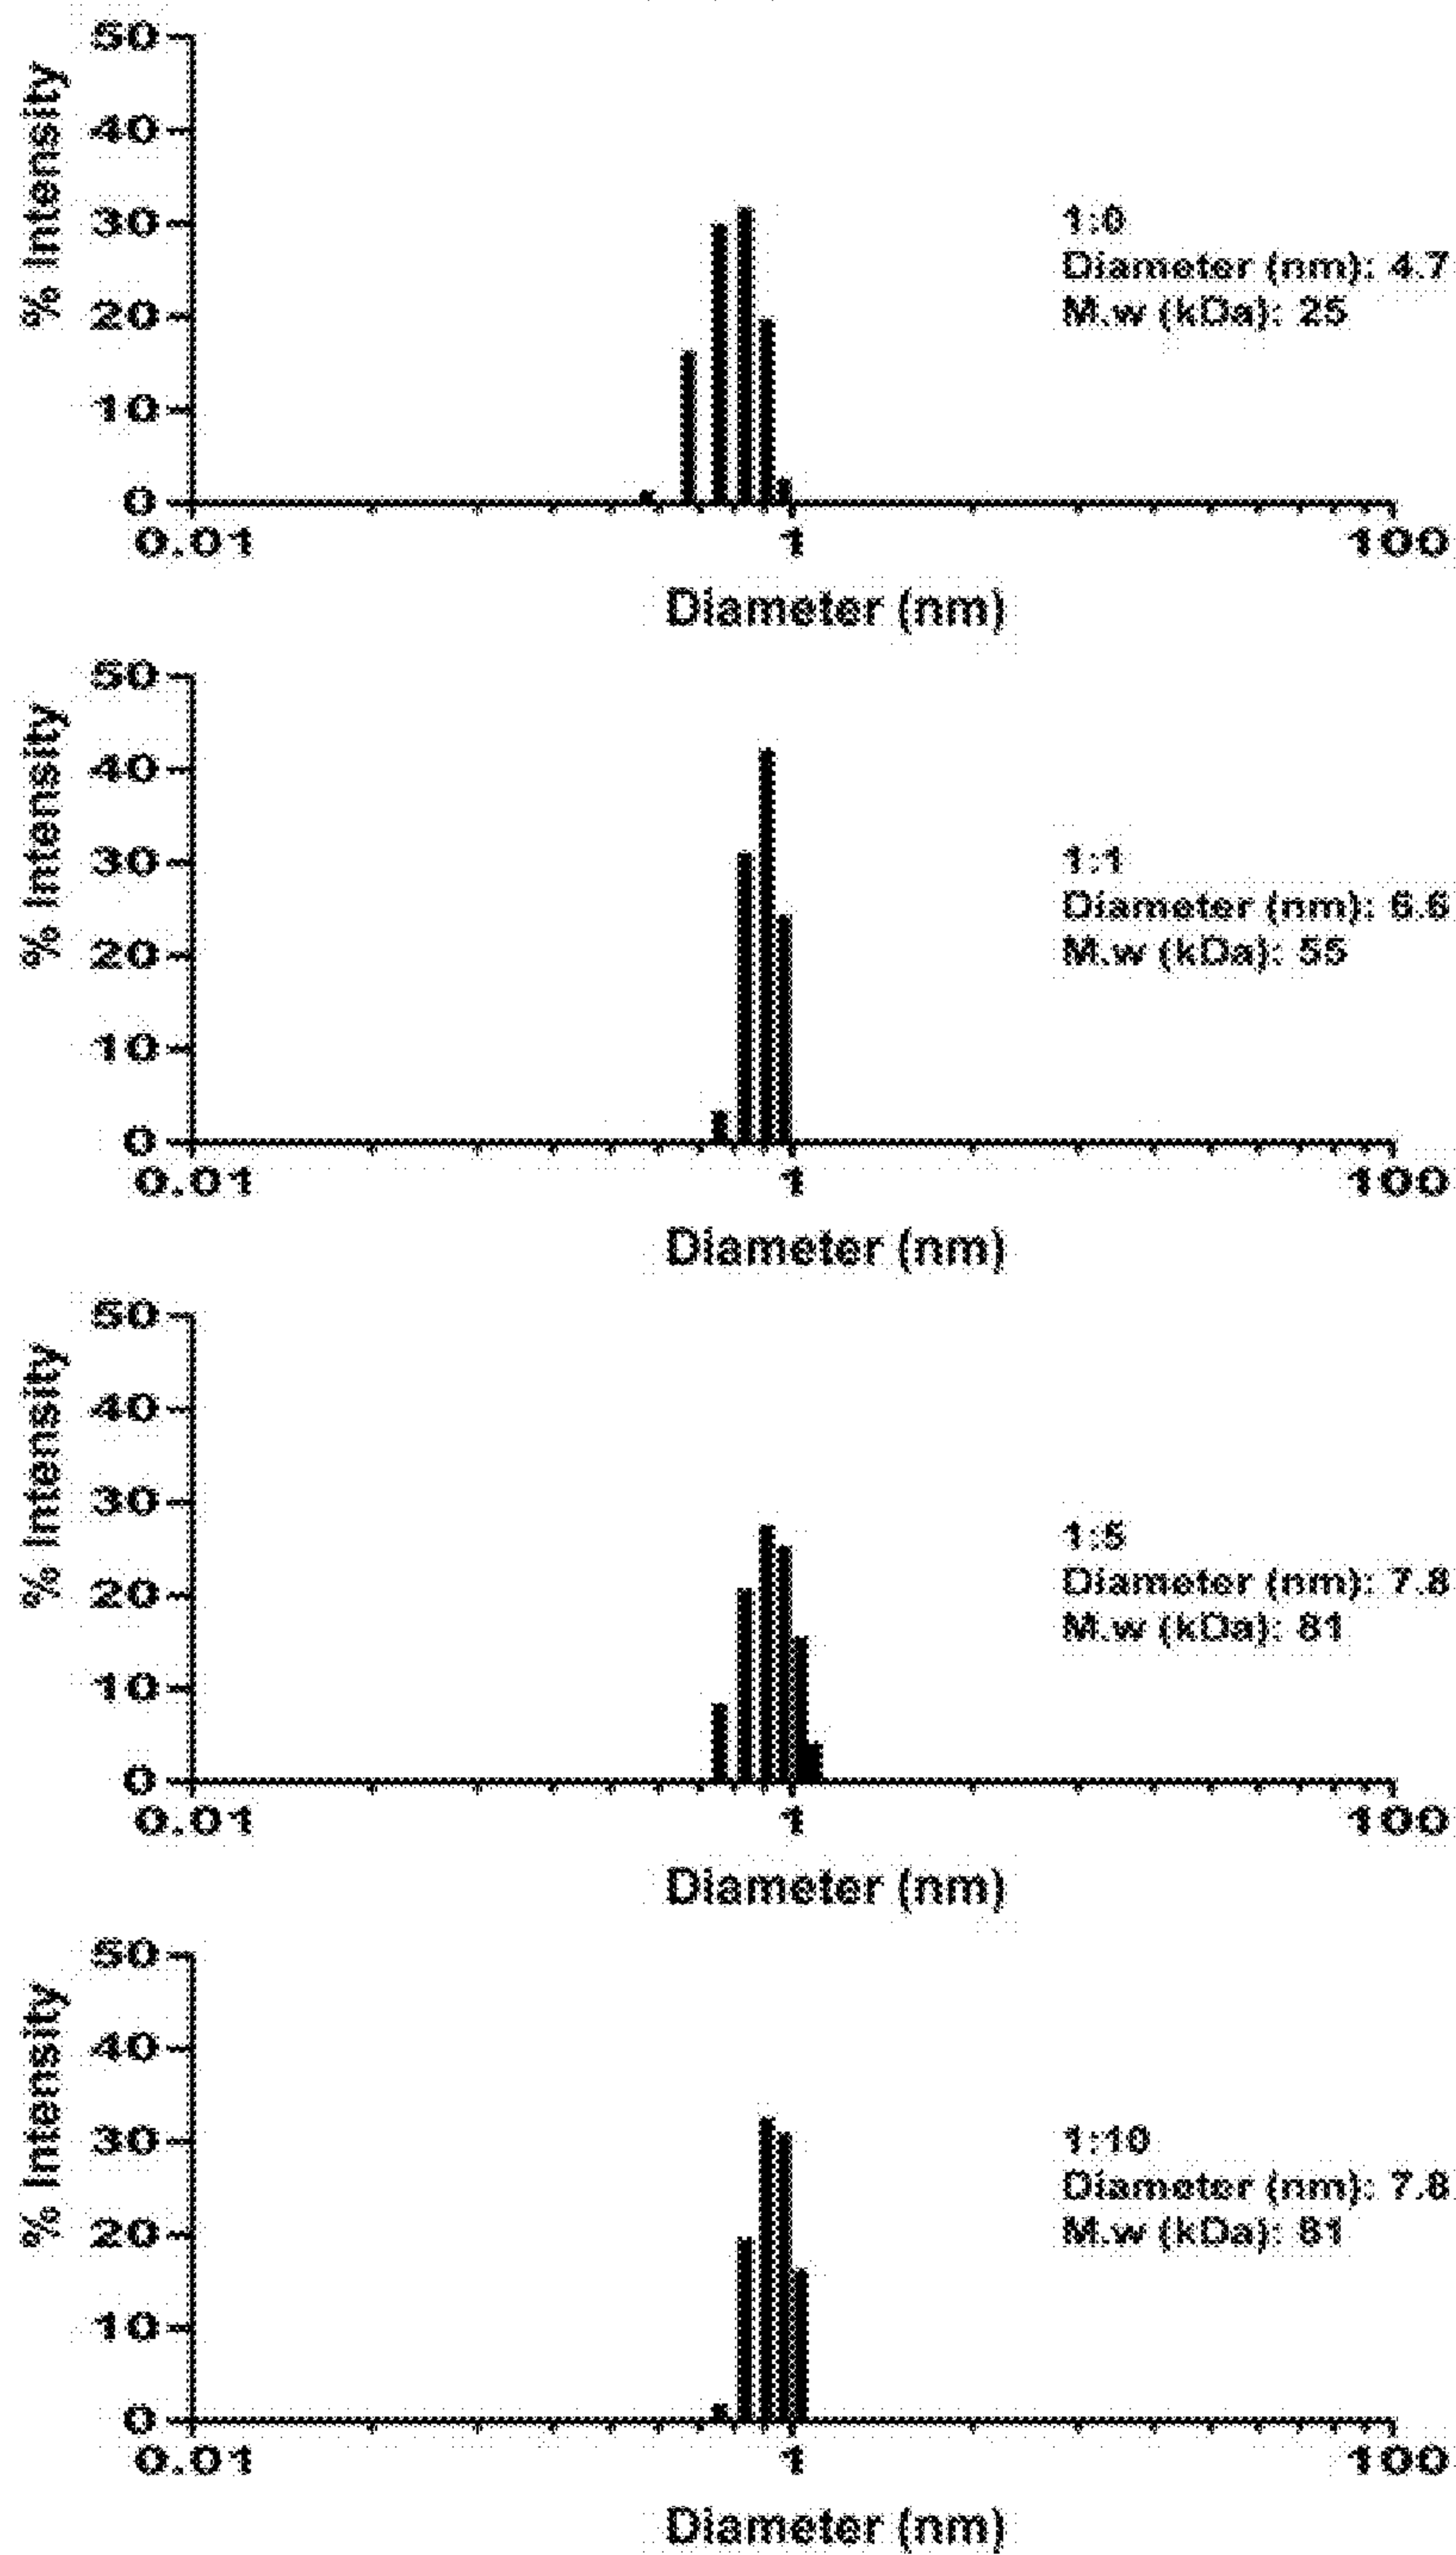 % Intensity
50
40
30
20
10
0
0.01 1 100
Diameter (nm)
1:0
Diameter (nm): 4.7
M.w (kDa): 25
% Intensity
50
40
30
20
10
0
0.01 1 100
Diameter (nm)
1:1
Diameter (nm): 6.6
M.w (kDa): 55
% Intensity
50
40
30
20
10
0
0.01 1 100
Diameter (nm)
1:5
Diameter (nm): 7.8
M.w (kDa): 81
% Intensity
50
40
30
20
10
0
0.01 1 100
Diameter (nm)
1:10
Diameter (nm): 7.8
M.w (kDa): 81